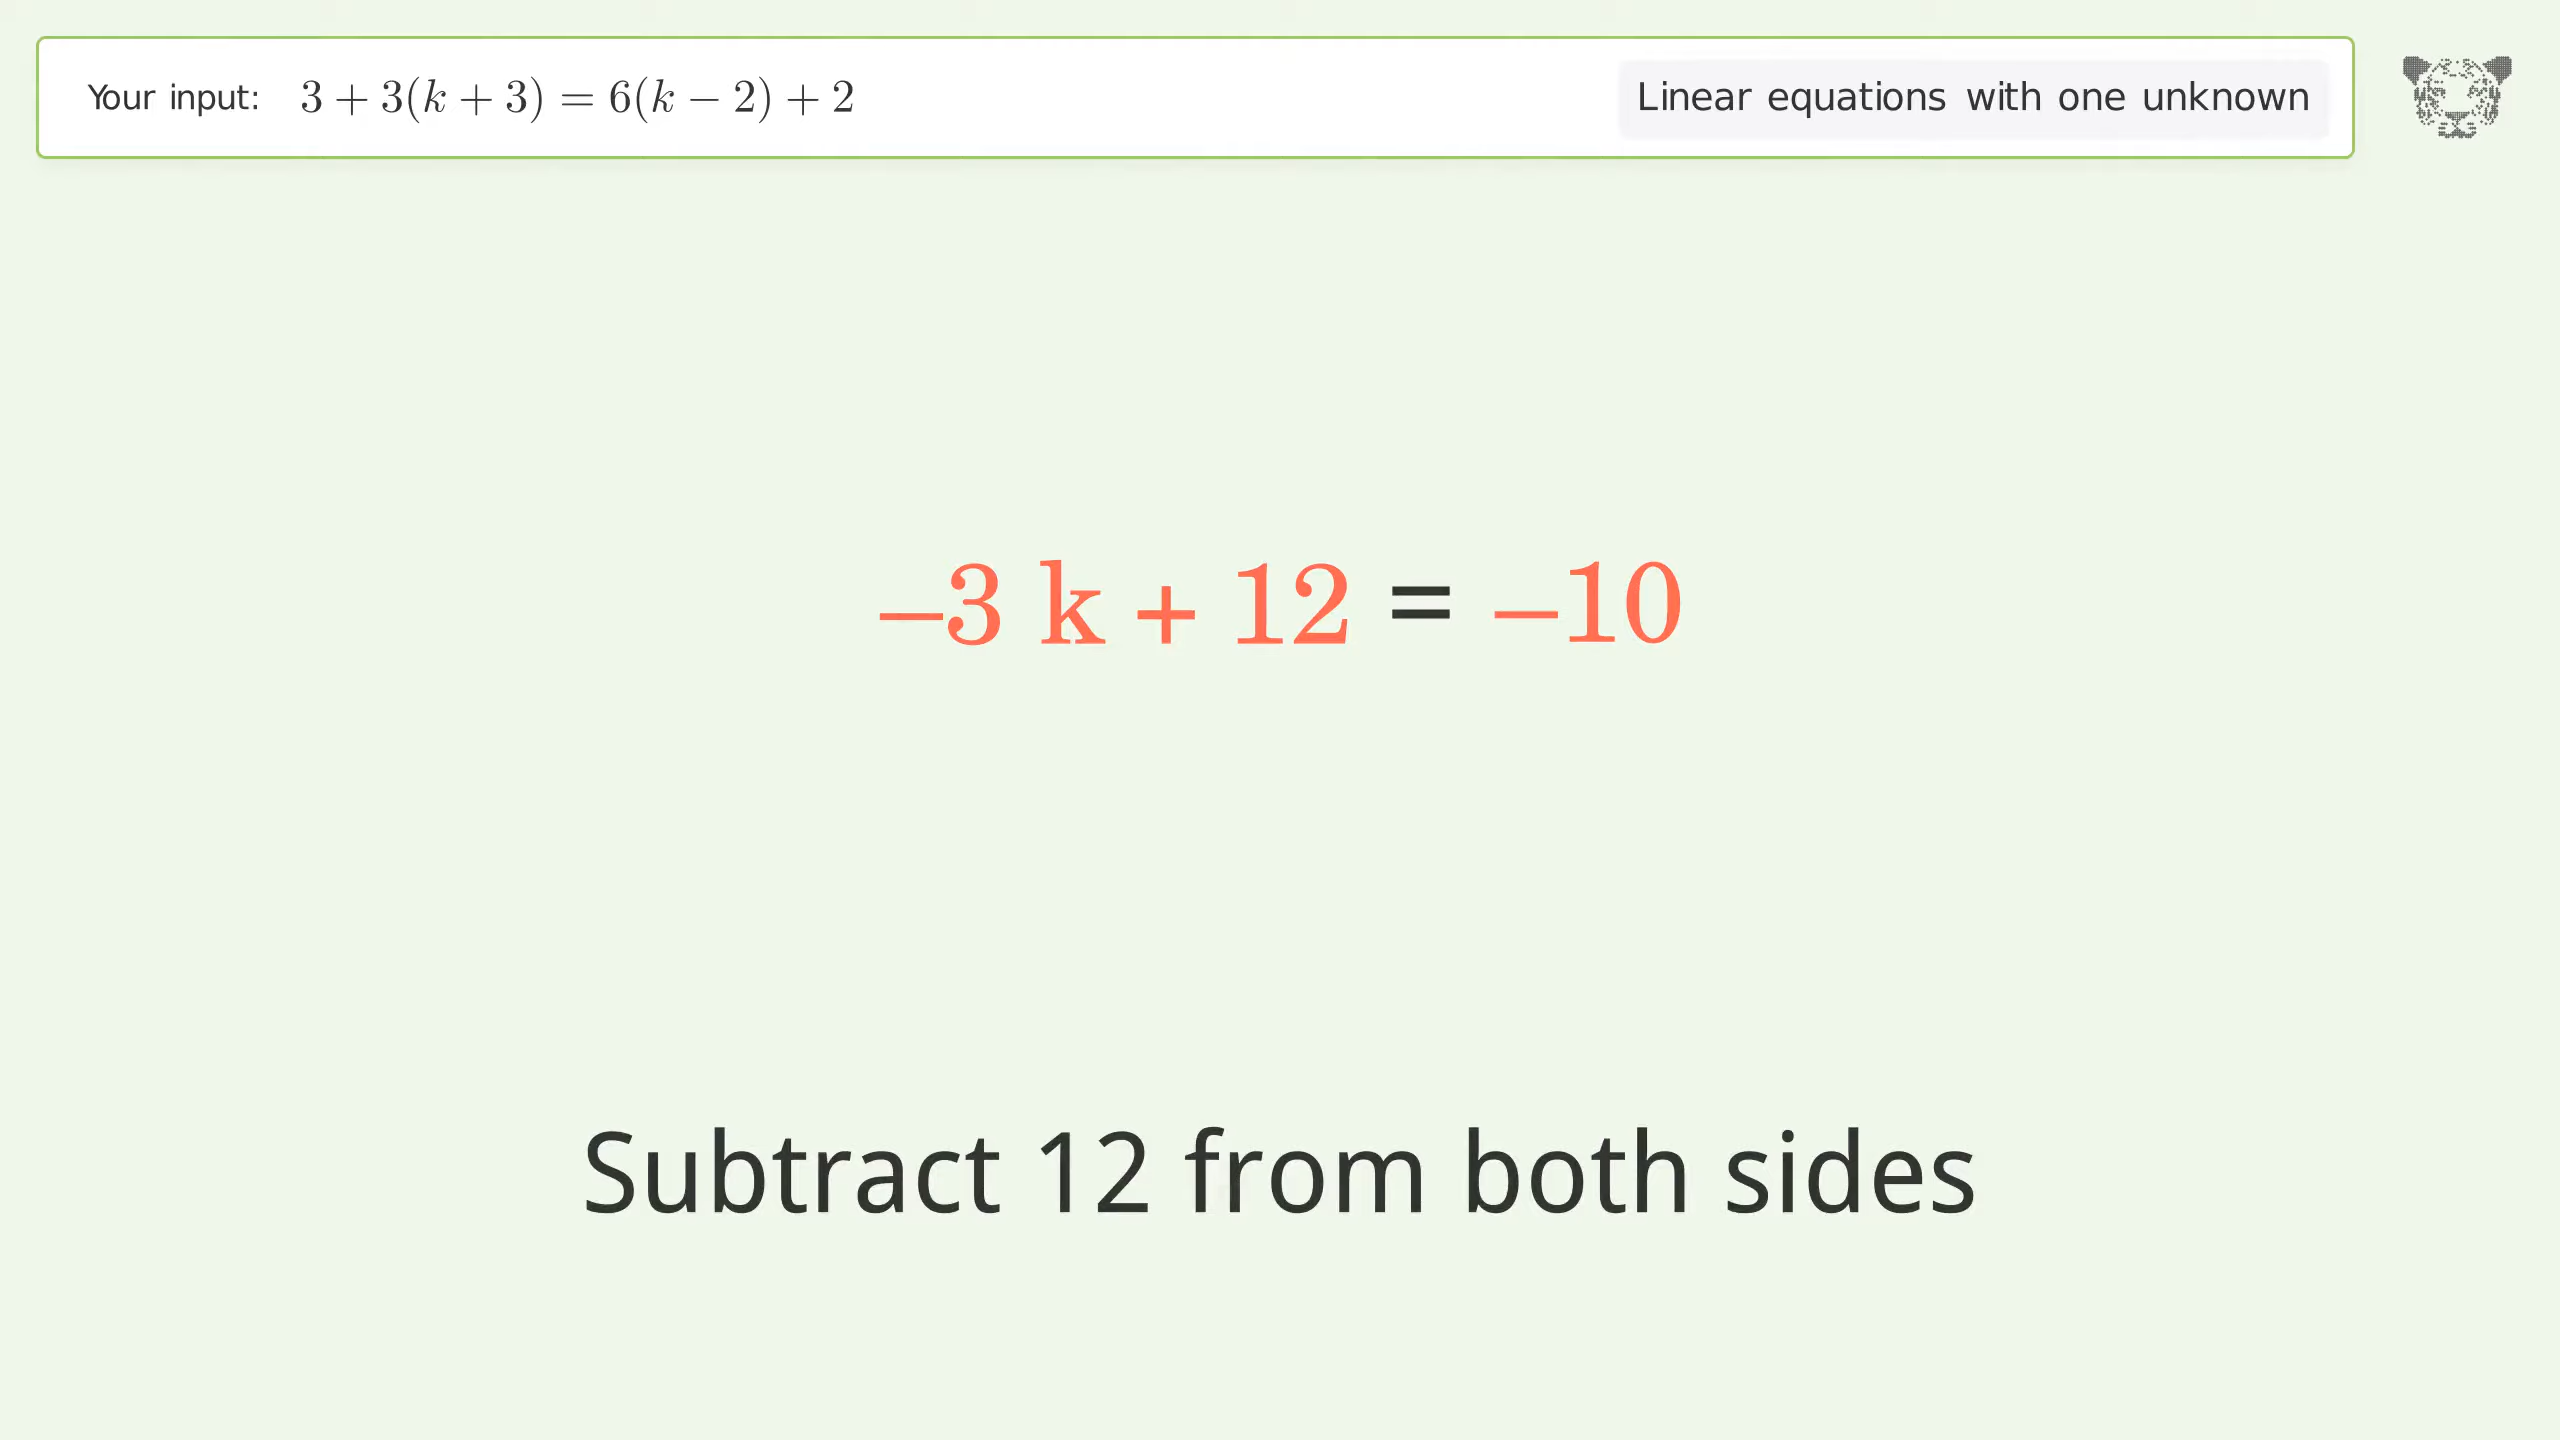 Your input: 3 + 3(k + 3) = 6(k − 2) + 2
Linear equations with one unknown
−3 k + 12 = −10
Subtract 12 from both sides